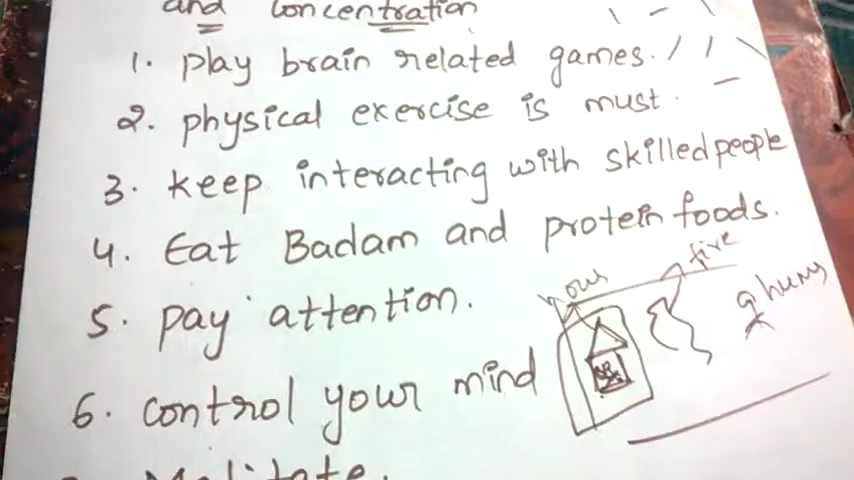 and concentration
1. play brain related games.
2. physical exercise is must.
3. keep interacting with skilled people
4. Eat Badam and protein foods.
5. pay attention.
6. control your mind
fire